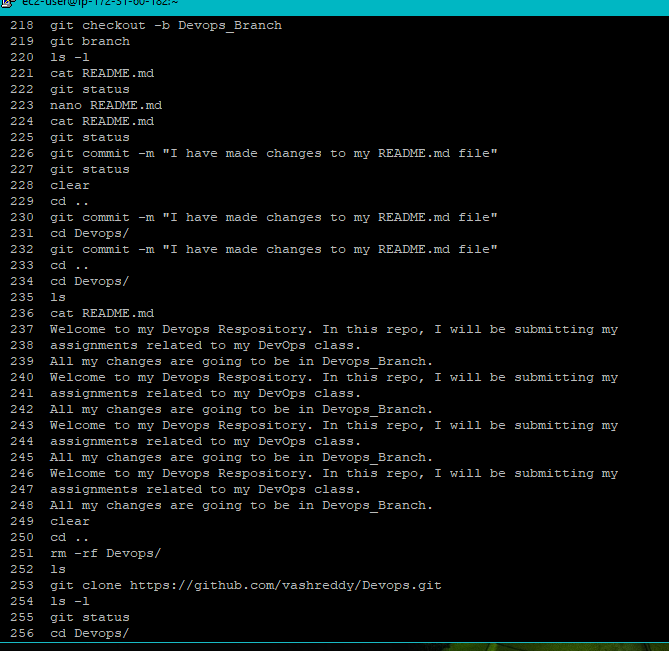 ec2-user@ip-172-31-60-182:~
218 git checkout -b Devops_Branch
219 git branch
220 ls -l
221 cat README.md
222 git status
223 nano README.md
224 cat README.md
225 git status
226 git commit -m "I have made changes to my README.md file"
227 git status
228 clear
229 cd ..
230 git commit -m "I have made changes to my README.md file"
231 cd Devops/
232 git commit -m "I have made changes to my README.md file"
233 cd ..
234 cd Devops/
235 ls
236 cat README.md
237 Welcome to my Devops Respository. In this repo, I will be submitting my
238 assignments related to my DevOps class.
239 All my changes are going to be in Devops_Branch.
240 Welcome to my Devops Respository. In this repo, I will be submitting my
241 assignments related to my DevOps class.
242 All my changes are going to be in Devops_Branch.
243 Welcome to my Devops Respository. In this repo, I will be submitting my
244 assignments related to my DevOps class.
245 All my changes are going to be in Devops_Branch.
246 Welcome to my Devops Respository. In this repo, I will be submitting my
247 assignments related to my DevOps class.
248 All my changes are going to be in Devops_Branch.
249 clear
250 cd ..
251 rm -rf Devops/
252 ls
253 git clone https://github.com/vashreddy/Devops.git
254 ls -l
255 git status
256 cd Devops/